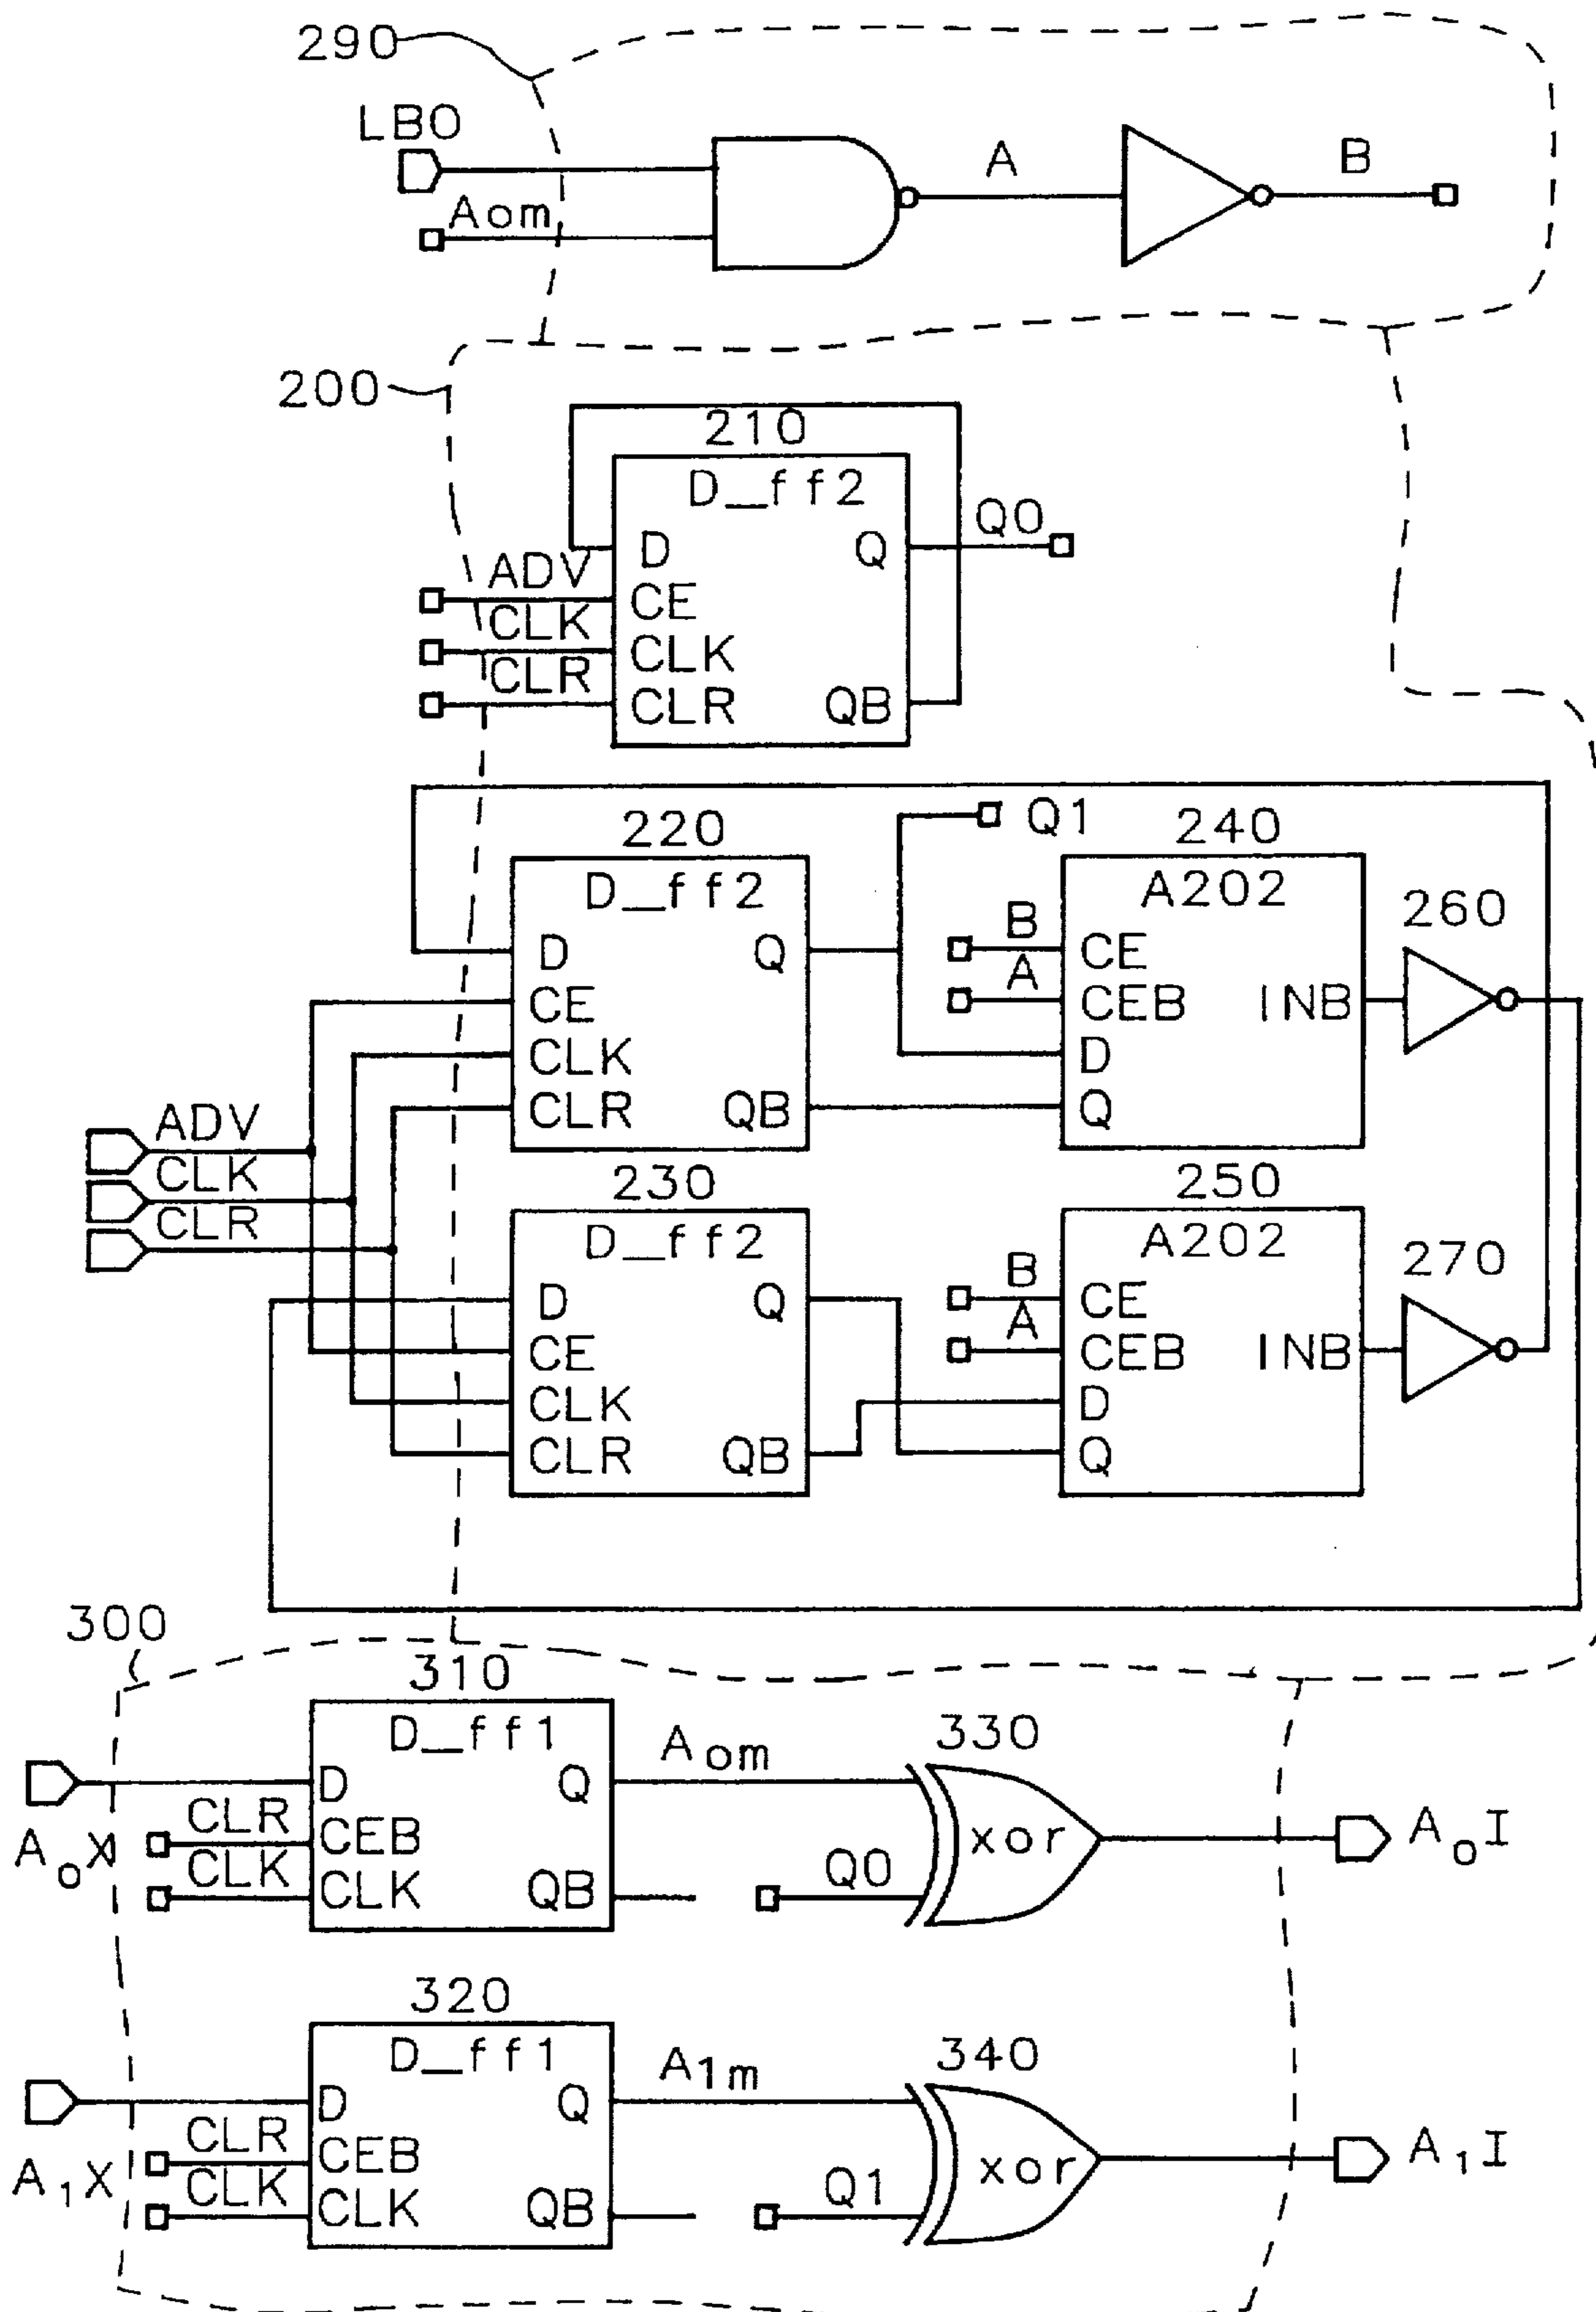 290
LBO
Aom
A
B
200
210
D_ff2
D
Q
Q0
ADV
CE
CLK
CLK
CLR
CLR
QB
220
Q1
240
D_ff2
A202
260
D
Q
B
CE
CE
A
CEB
INB
CLK
D
CLR
QB
Q
ADV
CLK
CLR
230
250
D_ff2
A202
270
D
Q
B
CE
CE
A
CEB
INB
CLK
D
CLR
QB
Q
300
310
D_ff1
Aom
330
D
Q
CLR
CEB
AoX
CLK
CLK
QB
Q0
xor
AoI
320
D_ff1
A1m
340
D
Q
CLR
CEB
A1X
CLK
CLK
QB
Q1
xor
A1I